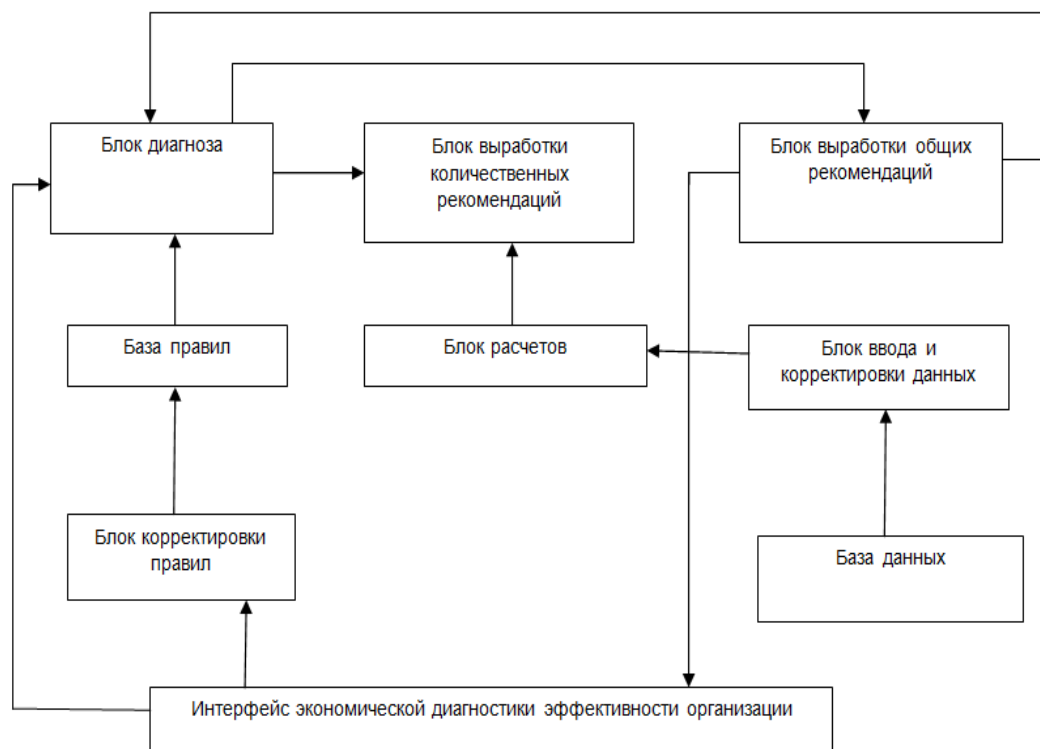 Блок диагноза
Блок выработки
количественных
рекомендаций
Блок выработки общих
рекомендаций
База правил
Блок расчетов
Блок ввода и
корректировки данных
Блок корректировки
правил
База данных
Интерфейс экономической диагностики эффективности организации